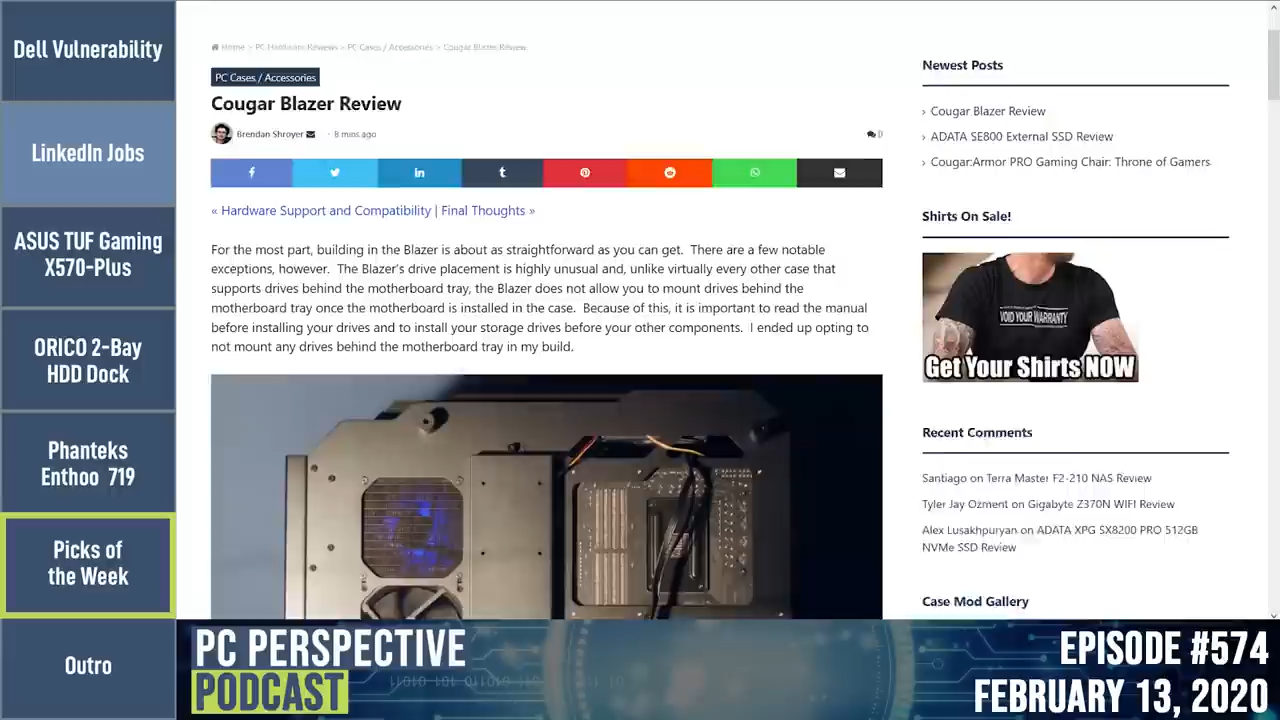 Dell Vulnerability
LinkedIn Jobs
ASUS TUF Gaming
X570-Plus
ORICO 2-Bay
HDD Dock
Phanteks
Enthoo 719
Picks of
the Week
Outro
Home > PC Hardware Reviews > PC Cases / Accessories > Cougar Blazer Review
PC Cases / Accessories
Cougar Blazer Review
Brendan Shroyer · 8 mins ago
0
« Hardware Support and Compatibility | Final Thoughts »
For the most part, building in the Blazer is about as straightforward as you can get. There are a few notable
exceptions, however. The Blazer's drive placement is highly unusual and, unlike virtually every other case that
supports drives behind the motherboard tray, the Blazer does not allow you to mount drives behind the
motherboard tray once the motherboard is installed in the case. Because of this, it is important to read the manual
before installing your drives and to install your storage drives before your other components. I ended up opting to
not mount any drives behind the motherboard tray in my build.
Newest Posts
› Cougar Blazer Review
› ADATA SE800 External SSD Review
› Cougar:Armor PRO Gaming Chair: Throne of Gamers
Shirts On Sale!
VOID YOUR WARRANTY
Get Your Shirts NOW
Recent Comments
Santiago on Terra Master F2-210 NAS Review
Tyler Jay Ozment on Gigabyte Z370N WIFI Review
Alex Lusakhpuryan on ADATA XPG SX8200 PRO 512GB
NVMe SSD Review
Case Mod Gallery
PC PERSPECTIVE
PODCAST
EPISODE #574
FEBRUARY 13, 2020